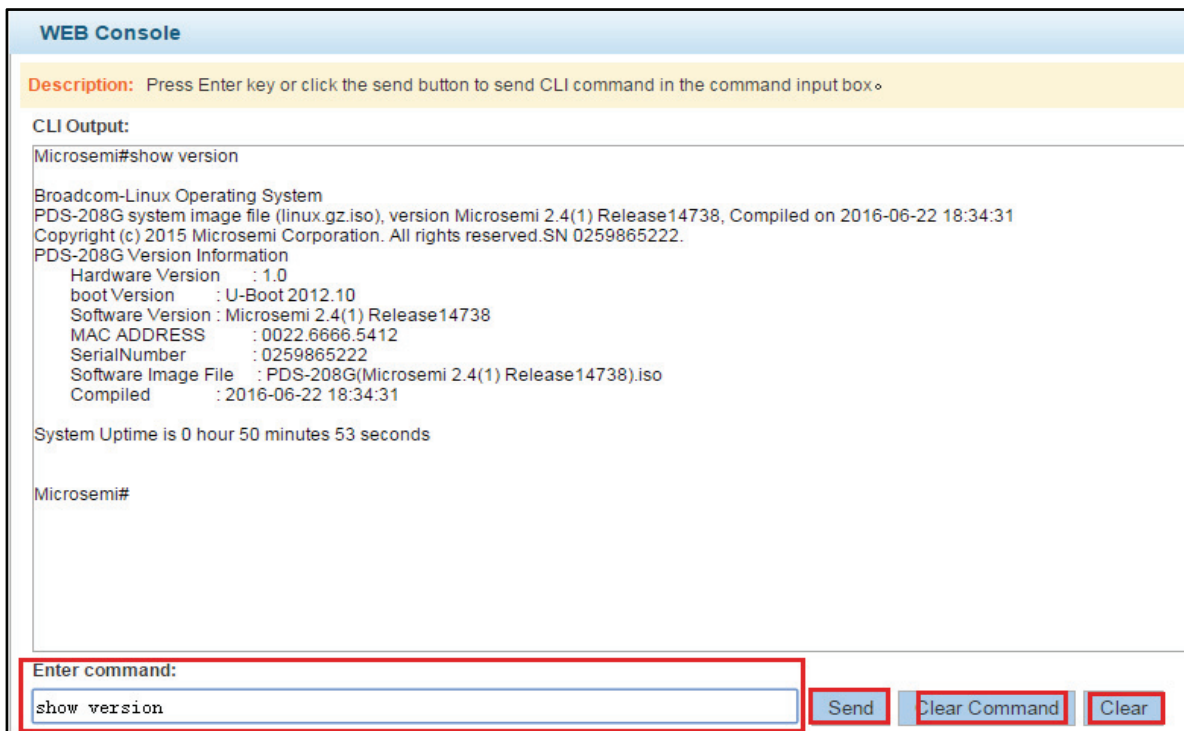 WEB Console
Description: Press Enter key or click the send button to send CLI command in the command input box。
CLI Output:
Microsemi#show version
Broadcom-Linux Operating System
PDS-208G system image file (linux.gz.iso), version Microsemi 2.4(1) Release14738, Compiled on 2016-06-22 18:34:31
Copyright (c) 2015 Microsemi Corporation. All rights reserved.SN 0259865222.
PDS-208G Version Information
Hardware Version : 1.0
boot Version : U-Boot 2012.10
Software Version : Microsemi 2.4(1) Release14738
MAC ADDRESS : 0022.6666.5412
SerialNumber : 0259865222
Software Image File : PDS-208G(Microsemi 2.4(1) Release14738).iso
Compiled : 2016-06-22 18:34:31
System Uptime is 0 hour 50 minutes 53 seconds
Microsemi#
Enter command:
show version
Send Clear Command Clear